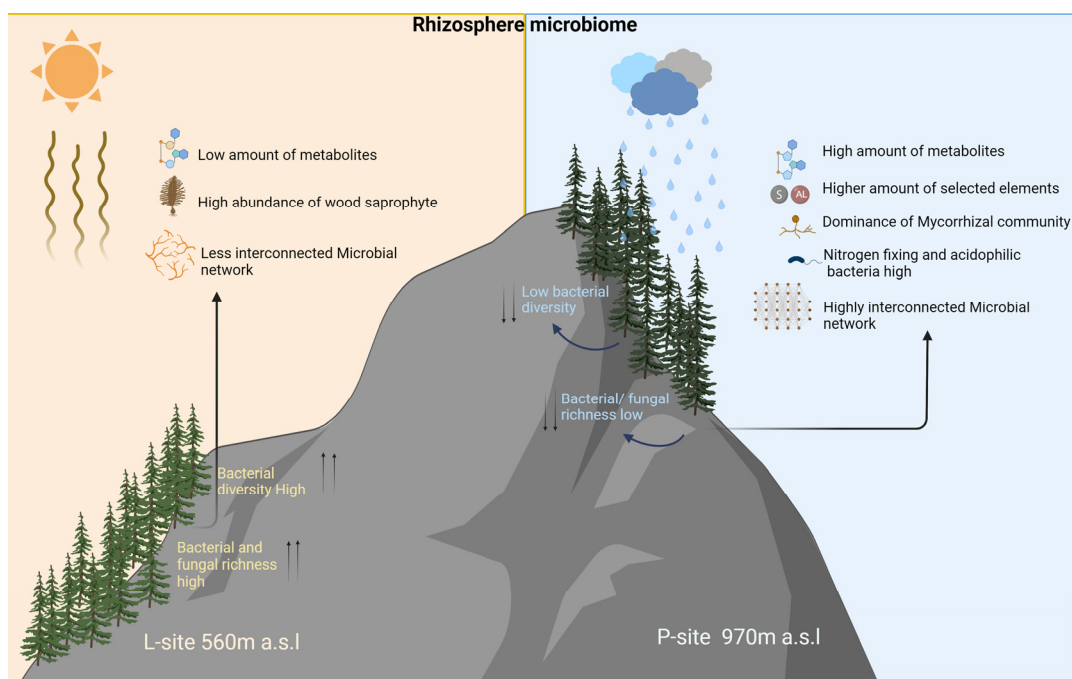 Rhizosphere microbiome
Low amount of metabolites
High abundance of wood saprophyte
Less interconnected Microbial
network
Bacterial
diversity High
Bacterial and
fungal richness
high
L-site 560m a.s.l
Low bacterial
diversity
Bacterial/ fungal
richness low
P-site 970m a.s.l
High amount of metabolites
S
AL
Higher amount of selected elements
Dominance of Mycorrhizal community
Nitrogen fixing and acidophilic
bacteria high
Highly interconnected Microbial
network